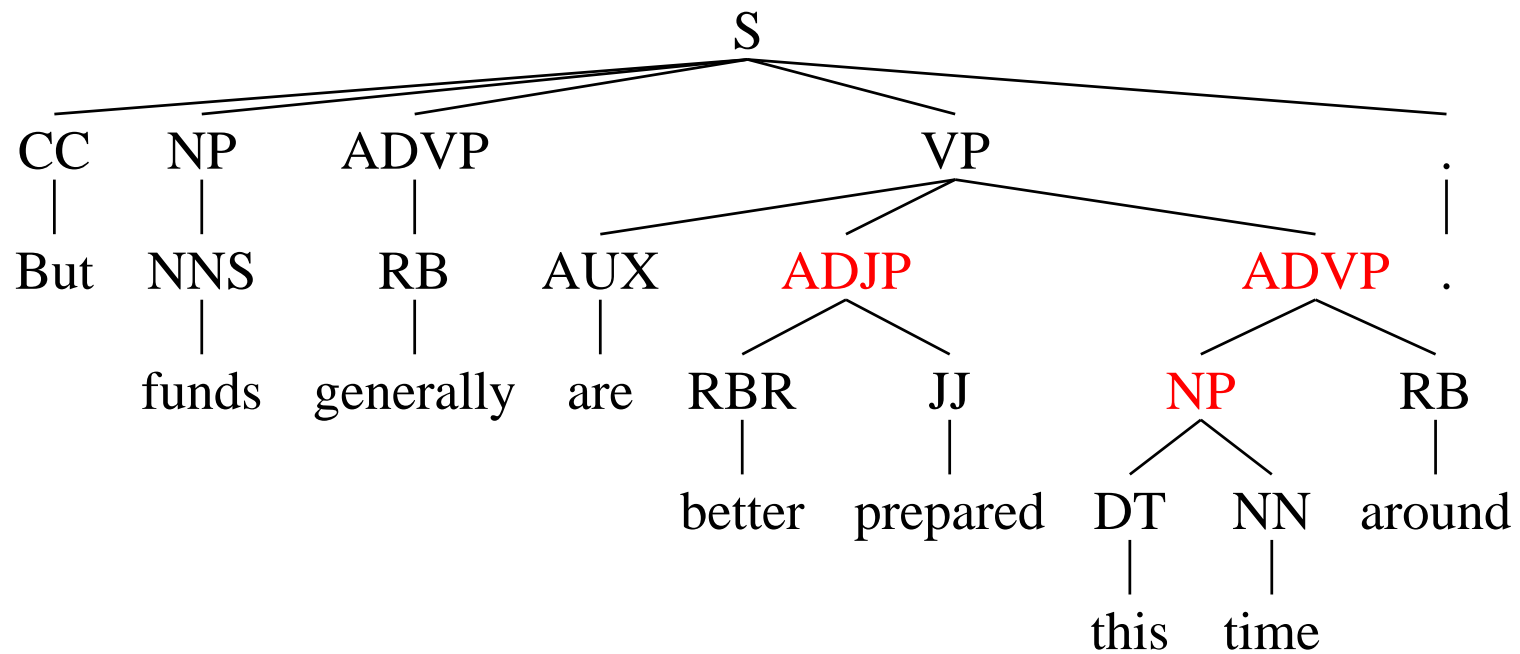 S
CC NP ADVP VP .
But NNS RB AUX ADJP ADVP .
funds generally are RBR JJ NP RB
better prepared DT NN around
this time